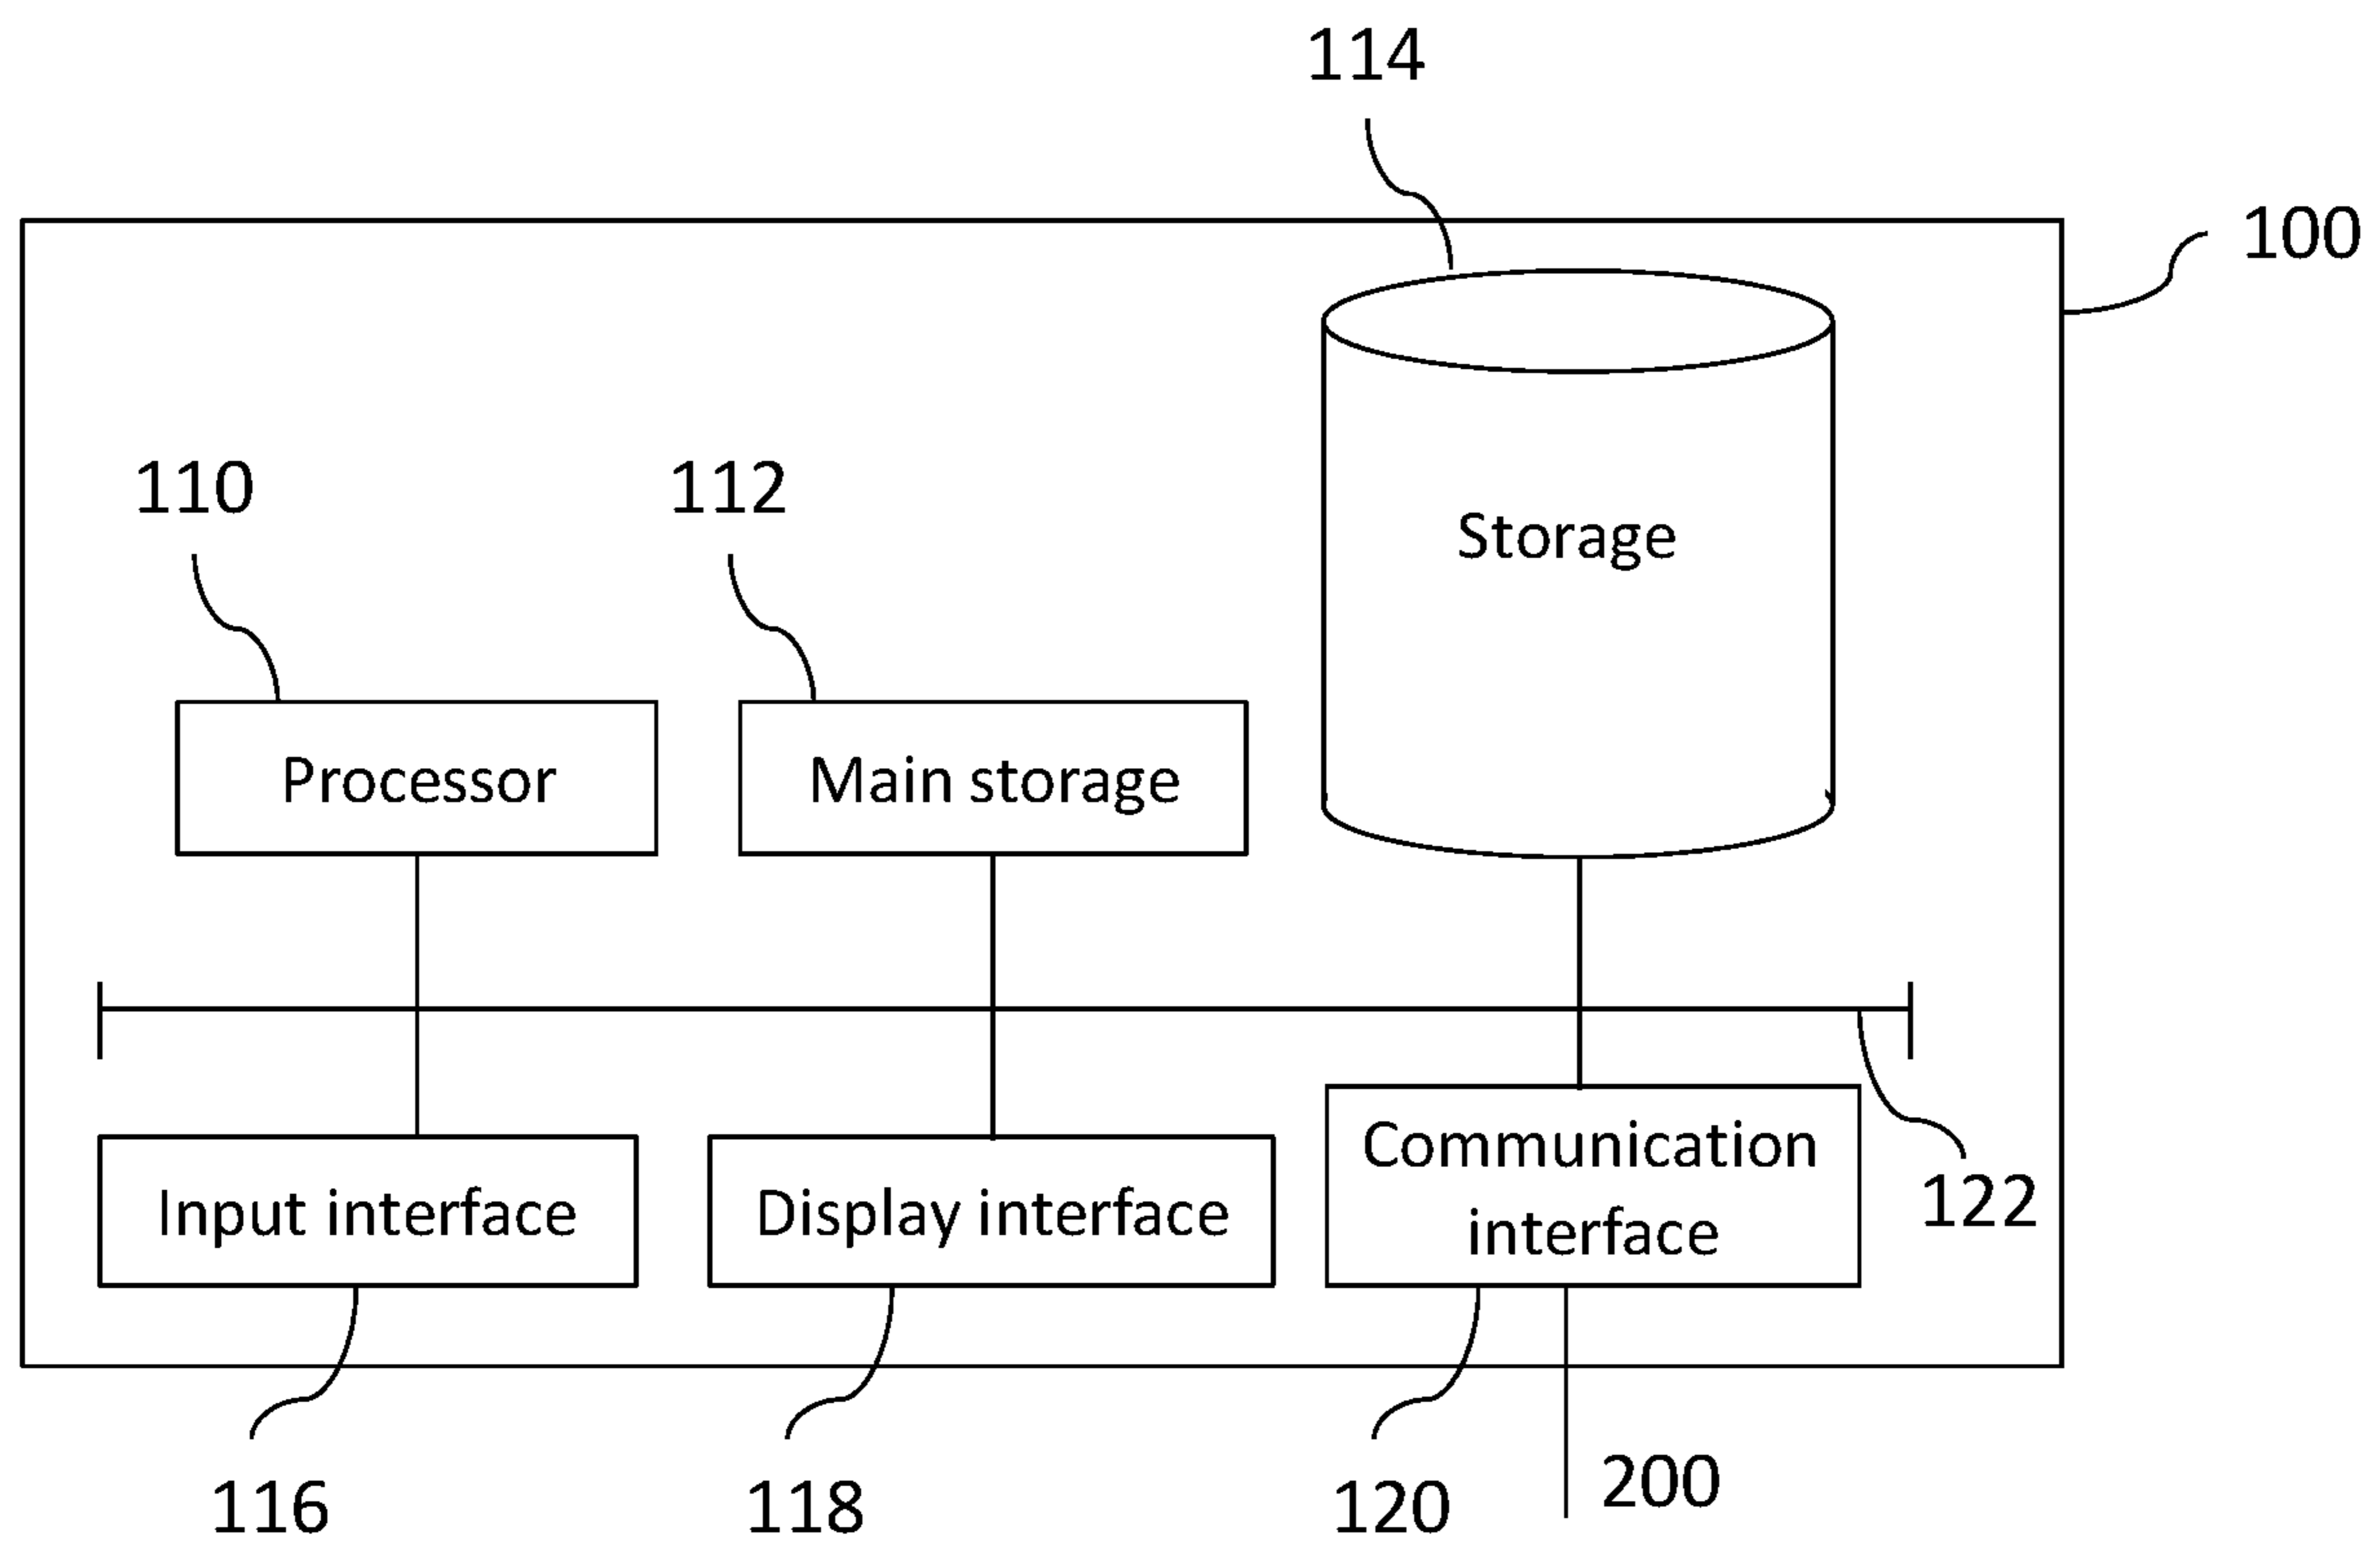 114
100
110
112
Storage
Processor
Main storage
Communication
interface
122
Input interface
Display interface
116
118
120
200